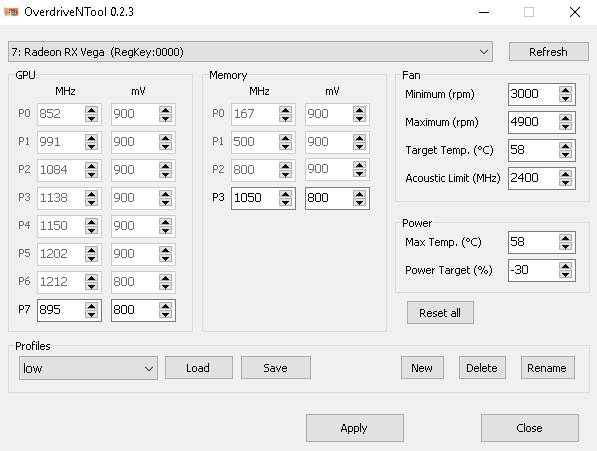 OverdriveNTool 0.2.3
7: Radeon RX Vega (RegKey:0000)
Refresh
GPU
MHz mV
P0 852 900
P1 991 900
P2 1084 900
P3 1138 900
P4 1150 900
P5 1202 900
P6 1212 800
P7 895 800
Memory
MHz mV
P0 167 900
P1 500 900
P2 800 900
P3 1050 800
Fan
Minimum (rpm) 3000
Maximum (rpm) 4900
Target Temp. (°C) 58
Acoustic Limit (MHz) 2400
Power
Max Temp. (°C) 58
Power Target (%) -30
Reset all
Profiles
low Load Save New Delete Rename
Apply Close